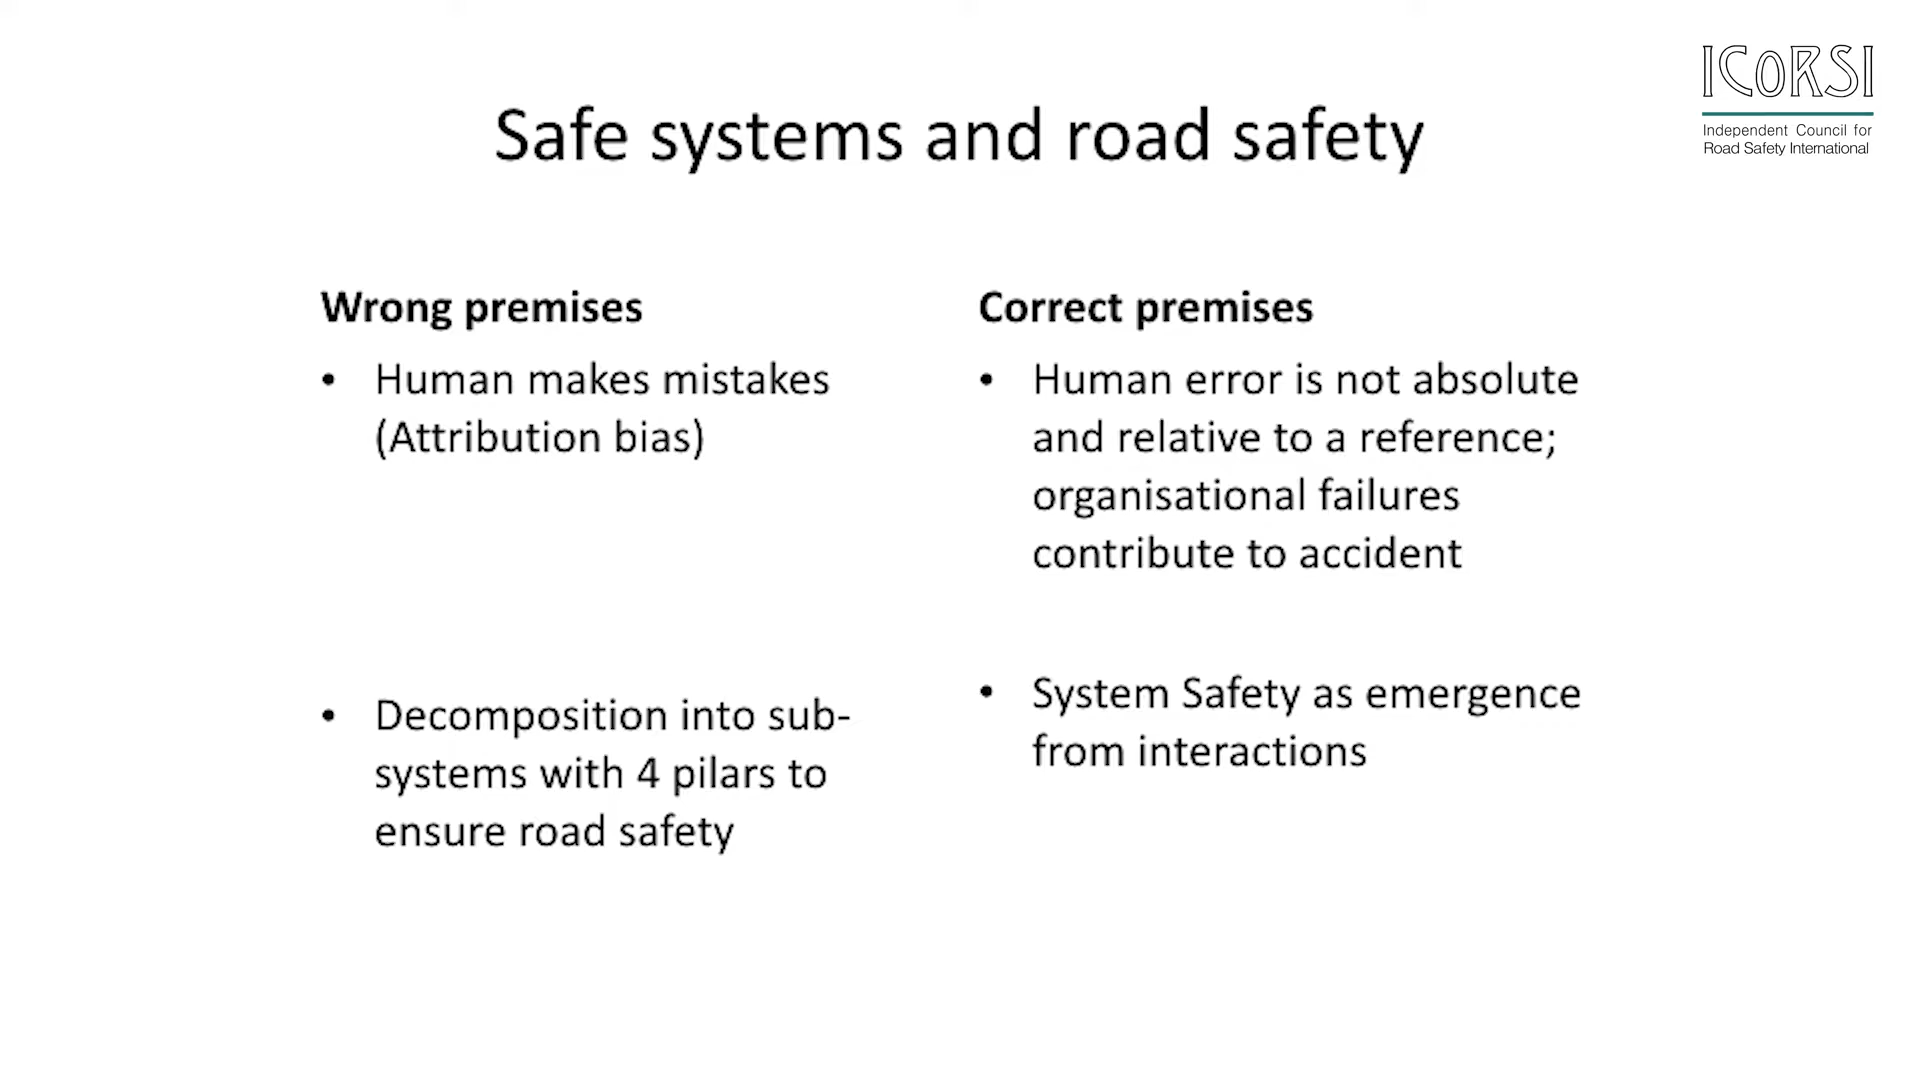 ICoRSI
Independent Council for
Road Safety International
Safe systems and road safety
Wrong premises
• Human makes mistakes
(Attribution bias)
• Decomposition into sub-
systems with 4 pilars to
ensure road safety
Correct premises
• Human error is not absolute
and relative to a reference;
organisational failures
contribute to accident
• System Safety as emergence
from interactions